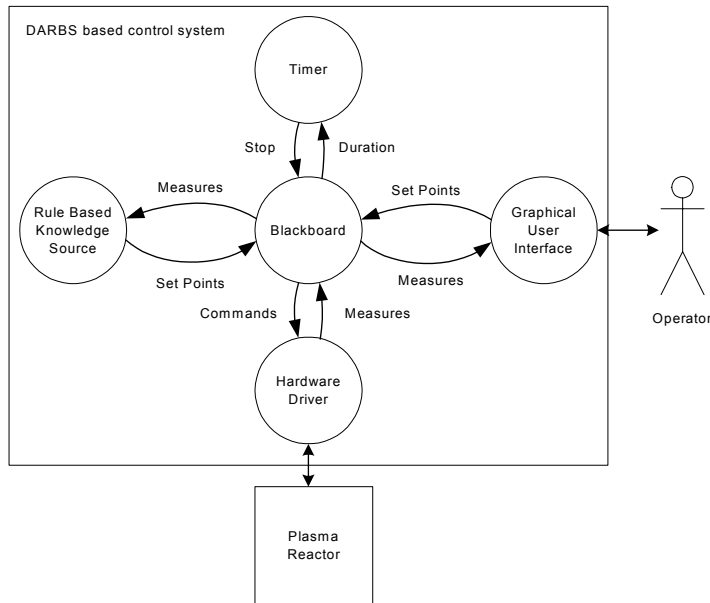 DARBS based control system
Timer
Stop
Duration
Measures
Set Points
Rule Based
Knowledge
Source
Blackboard
Graphical
User
Interface
Set Points
Measures
Operator
Commands
Measures
Hardware
Driver
Plasma
Reactor